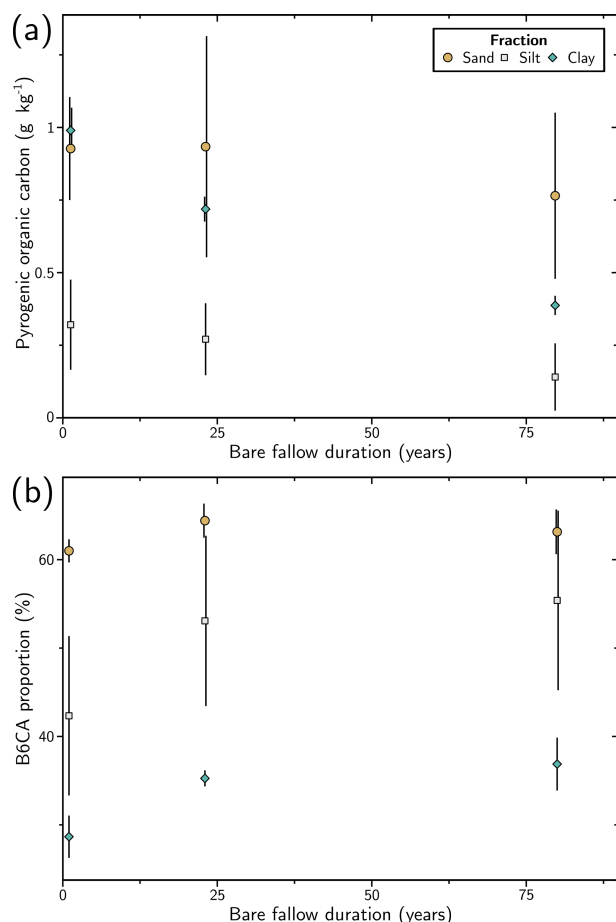 (a)
Pyrogenic organic carbon (g kg⁻¹)
Fraction
Sand Silt Clay
1
0.5
0
0 25 50 75
Bare fallow duration (years)
(b)
B6CA proportion (%)
60
40
0 25 50 75
Bare fallow duration (years)